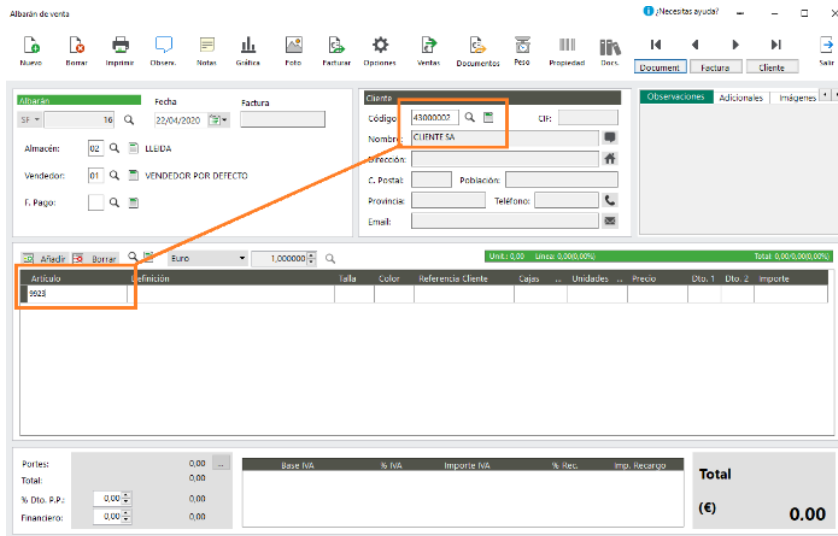 Albarán de venta
¿Necesitas ayuda?
Nuevo Borrar Imprimir Observ. Notas Gráfica Foto Facturar Opciones Ventas Documentos Peso Propiedad Docs. Document Factura Cliente Salir
Albarán Fecha Factura
SF 16 22/04/2020
Almacén: 02 LLEIDA
Vendedor: 01 VENDEDOR POR DEFECTO
F. Pago:
Cliente
Código: 43000002 CIF:
Nombre: CLIENTE SA
Dirección:
C. Postal: Población:
Provincia: Teléfono:
Email:
Observaciones Adicionales Imágenes
Añadir Borrar Euro 1,000000 Unit.: 0,00 Línea: 0,00(0,00%) Total: 0,00/0,00(0,00%)
Artículo Definición Talla Color Referencia Cliente Cajas ... Unidades ... Precio Dto. 1 Dto. 2 Importe
9923
Portes: 0,00 ...
Total: 0,00
% Dto. P.P.: 0,00 0,00
Financiero: 0,00 0,00
Base IVA % IVA Importe IVA % Rec. Imp. Recargo
Total
(€) 0.00